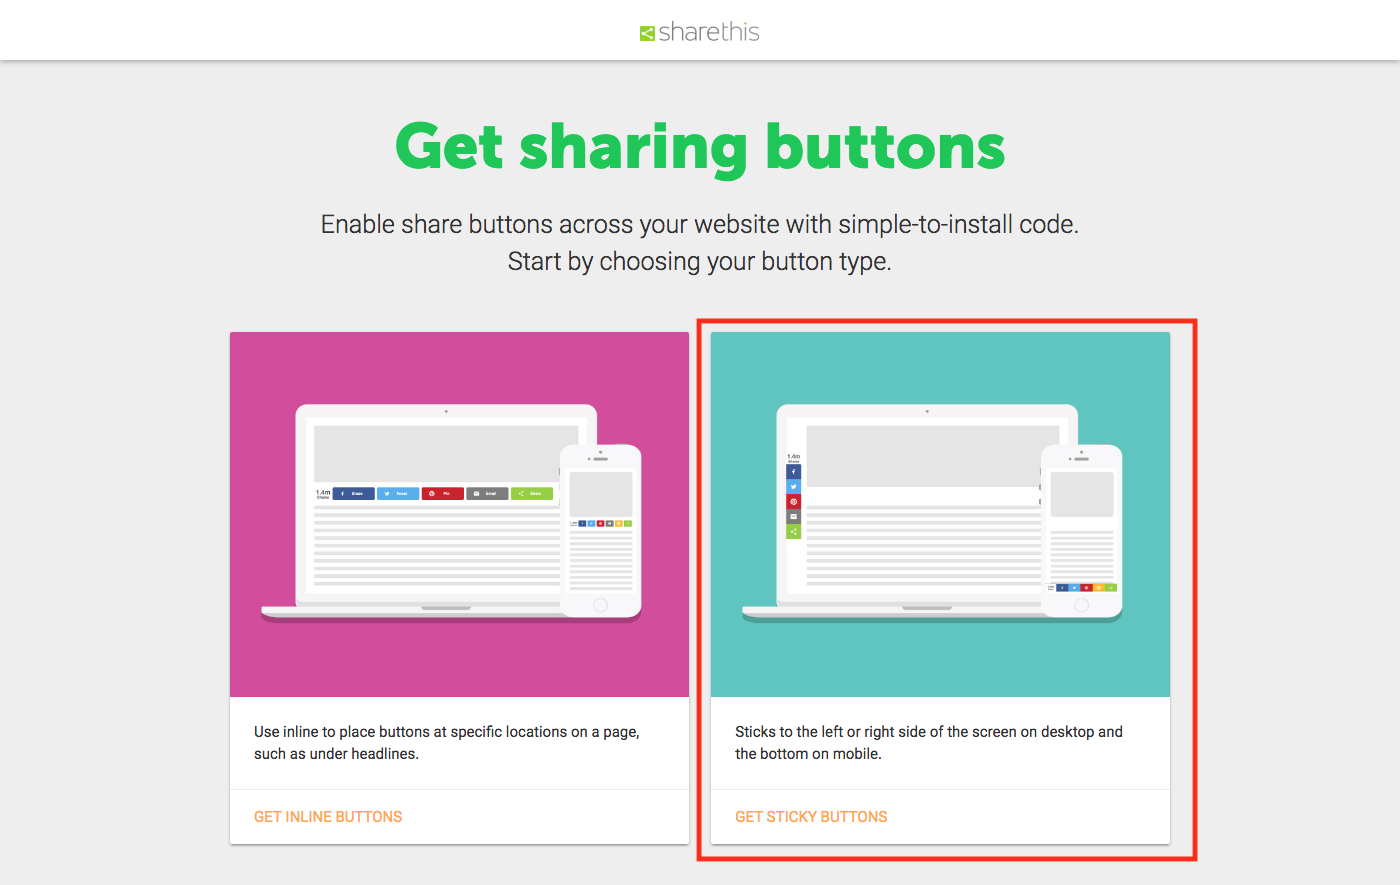 sharethis
Get sharing buttons
Enable share buttons across your website with simple-to-install code.
Start by choosing your button type.
1.4m
Shares
Share
Tweet
Pin
Email
Share
1.4m
Shares
Use inline to place buttons at specific locations on a page,
such as under headlines.
GET INLINE BUTTONS
Sticks to the left or right side of the screen on desktop and
the bottom on mobile.
GET STICKY BUTTONS